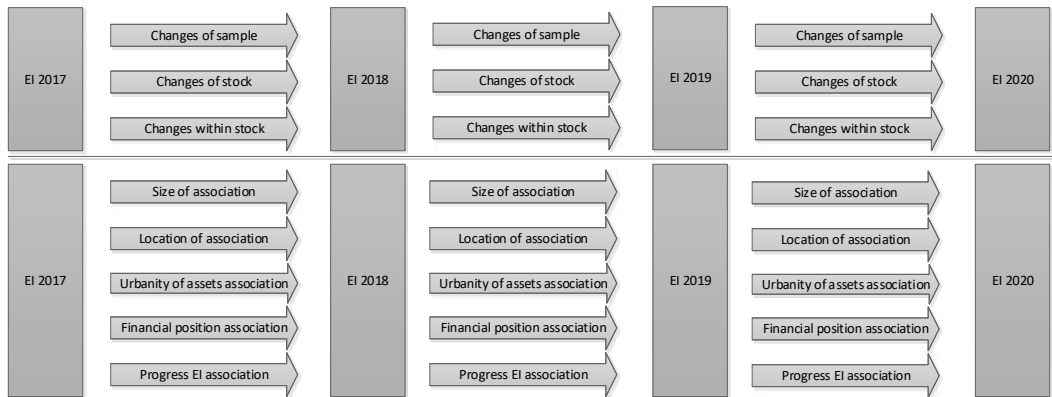 EI 2017
Changes of sample
Changes of stock
Changes within stock
EI 2018
Changes of sample
Changes of stock
Changes within stock
EI 2019
Changes of sample
Changes of stock
Changes within stock
EI 2020
EI 2017
Size of association
Location of association
Urbanity of assets association
Financial position association
Progress EI association
EI 2018
Size of association
Location of association
Urbanity of assets association
Financial position association
Progress EI association
EI 2019
Size of association
Location of association
Urbanity of assets association
Financial position association
Progress EI association
EI 2020